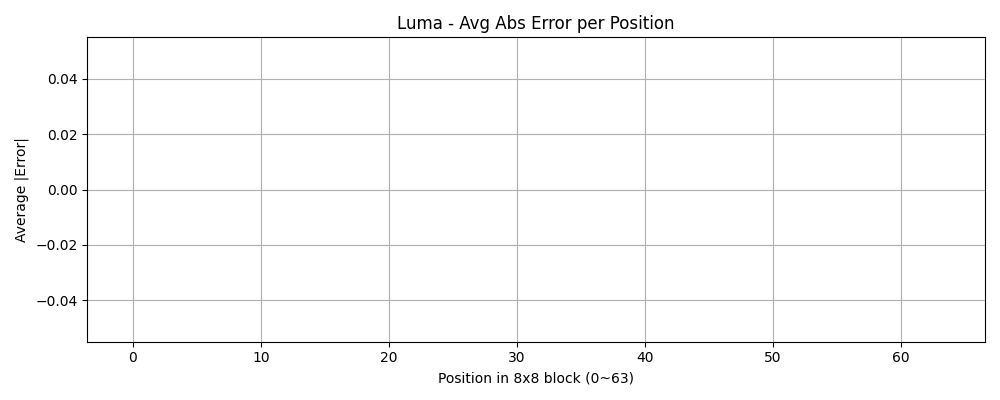 Luma - Avg Abs Error per Position
0.04
0.02
0.00
−0.02
−0.04
Average |Error|
0 10 20 30 40 50 60
Position in 8x8 block (0~63)